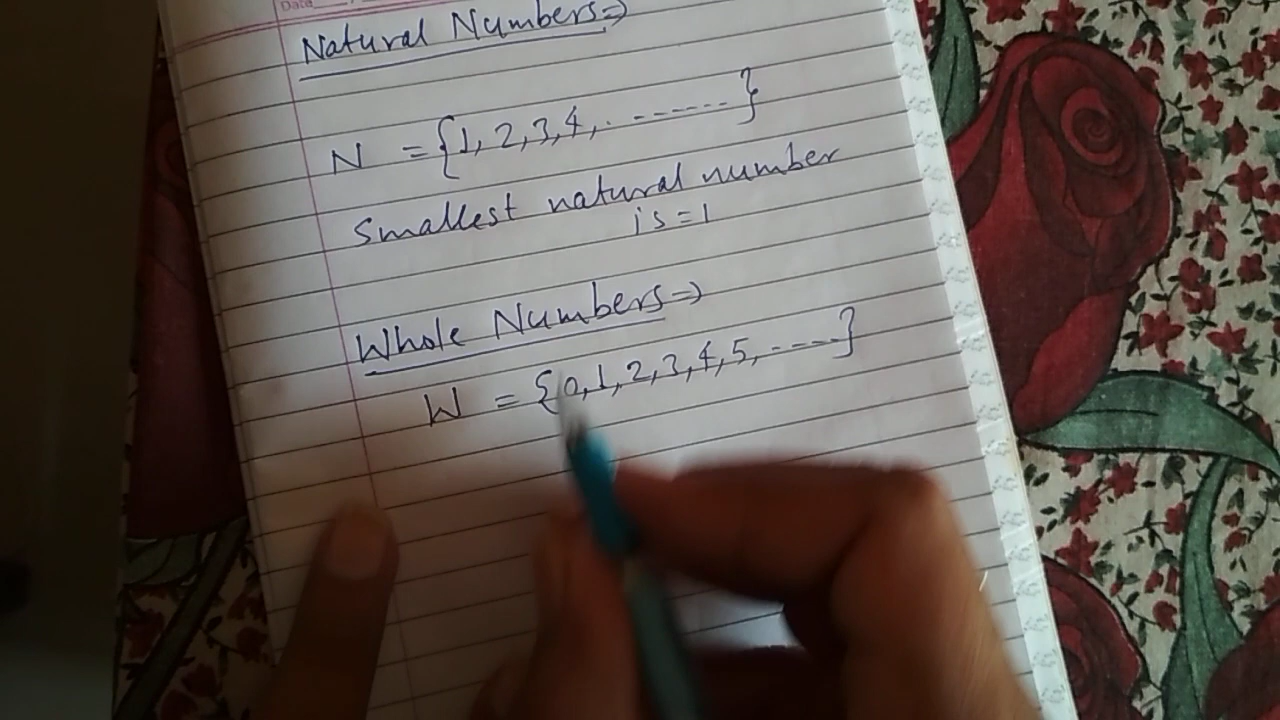 Date
Natural Numbers⇒
N = {1, 2, 3, 4, . ------ }
Smallest natural number
is = 1
Whole Numbers⇒
W = {0, 1, 2, 3, 4, 5, ----- }